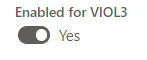 Enabled for VIOL3
Yes